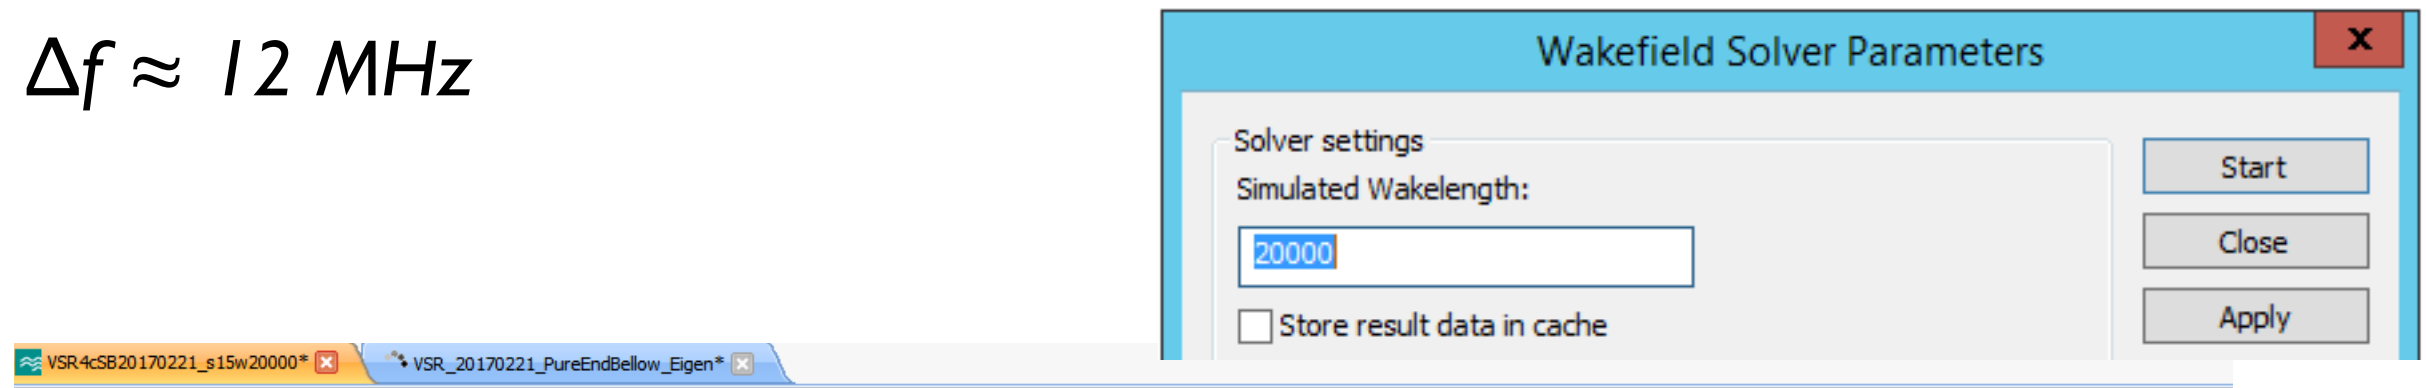 Δf ≈ 12 MHz
Wakefield Solver Parameters
x
Solver settings
Simulated Wakelength:
20000
Store result data in cache
Start
Close
Apply
VSR4cSB20170221_s15w20000*
VSR_20170221_PureEndBellow_Eigen*